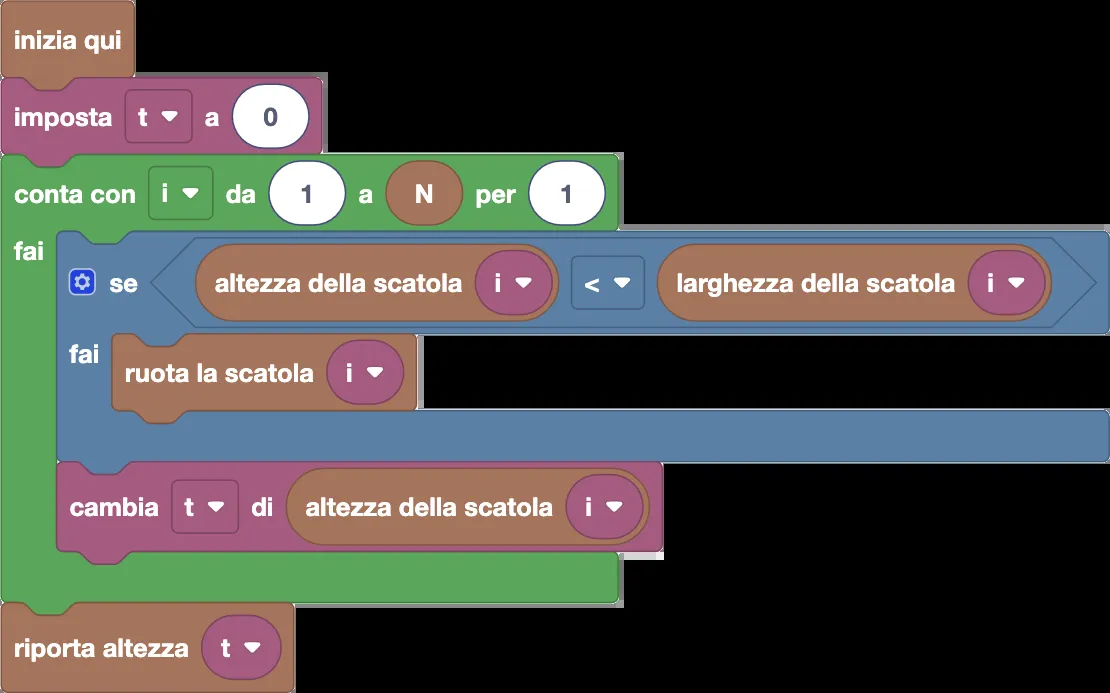 inizia qui
imposta t a 0
conta con i da 1 a N per 1
fai
se altezza della scatola i < larghezza della scatola i
fai ruota la scatola i
cambia t di altezza della scatola i
riporta altezza t